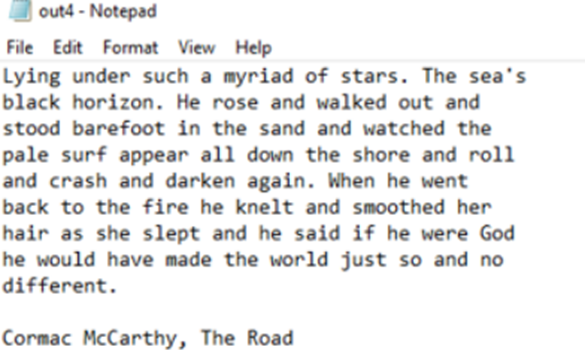 out4 - Notepad
File Edit Format View Help
Lying under such a myriad of stars. The sea's
black horizon. He rose and walked out and
stood barefoot in the sand and watched the
pale surf appear all down the shore and roll
and crash and darken again. When he went
back to the fire he knelt and smoothed her
hair as she slept and he said if he were God
he would have made the world just so and no
different.

Cormac McCarthy, The Road